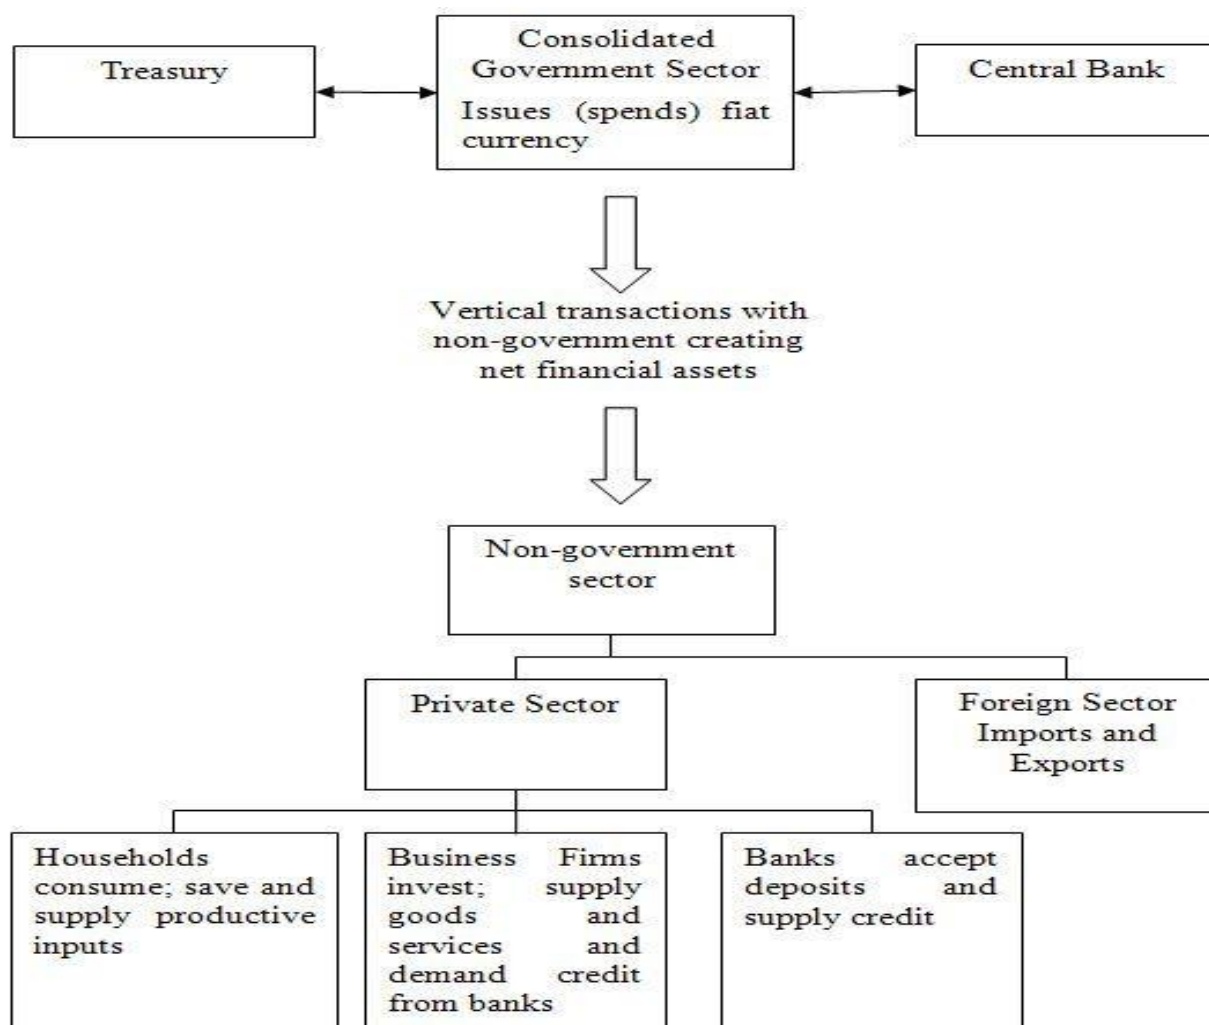 Treasury
Consolidated
Government Sector
Issues (spends) fiat
currency
Central Bank
Vertical transactions with
non-government creating
net financial assets
Non-government
sector
Private Sector
Foreign Sector
Imports and
Exports
Households
consume; save and
supply productive
inputs
Business Firms
invest; supply
goods and
services and
demand credit
from banks
Banks accept
deposits and
supply credit